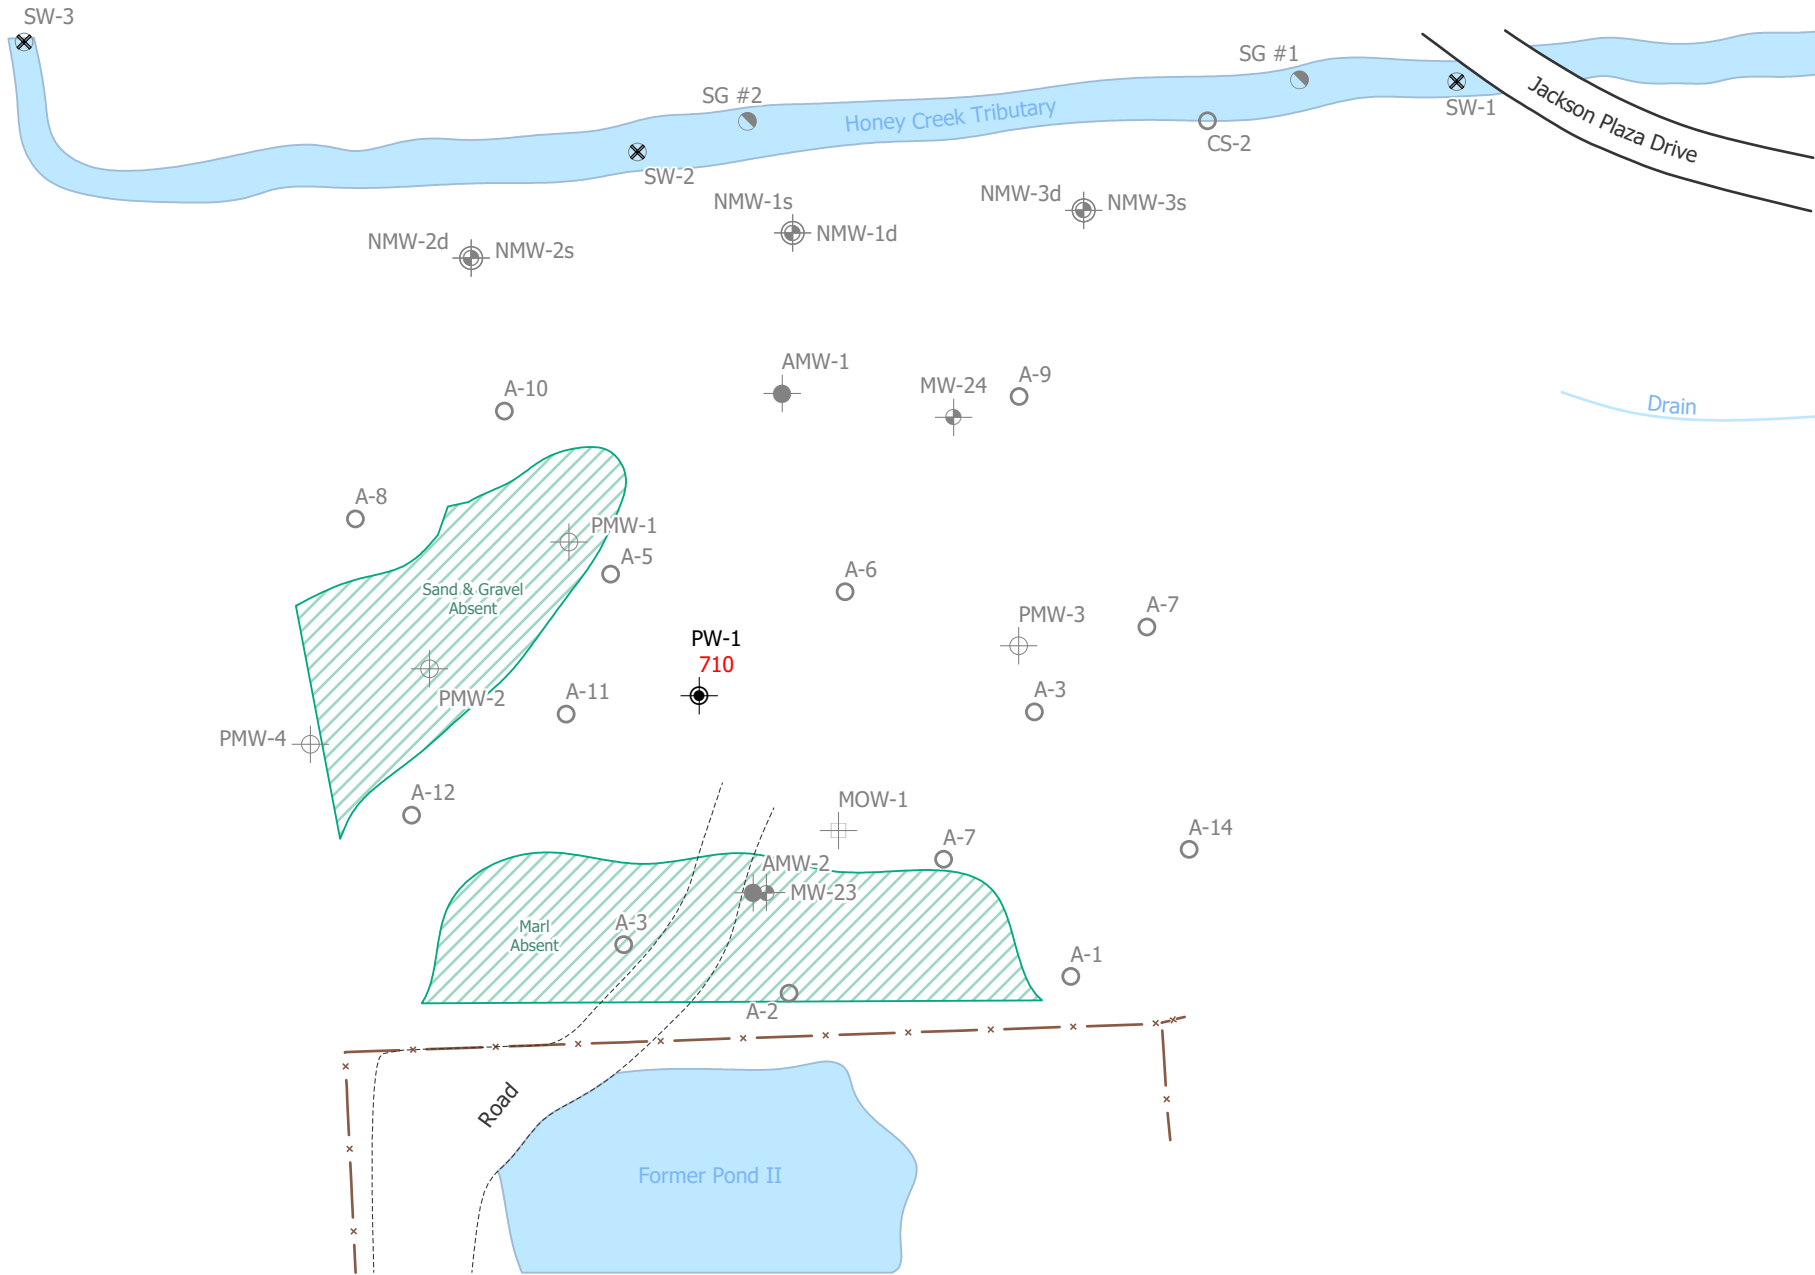 SW-3
SG #1
SG #2
SW-1
Jackson Plaza Drive
Honey Creek Tributary
CS-2
SW-2
NMW-1s
NMW-1d
NMW-3d
NMW-3s
NMW-2d
NMW-2s
AMW-1
MW-24
A-9
A-10
Drain
A-8
PMW-1
A-5
A-6
Sand & Gravel
Absent
PMW-3
A-7
PW-1
710
PMW-2
A-11
A-3
PMW-4
A-12
MOW-1
A-7
A-14
AMW-2
MW-23
A-3
Marl
Absent
A-1
A-2
Road
Former Pond II